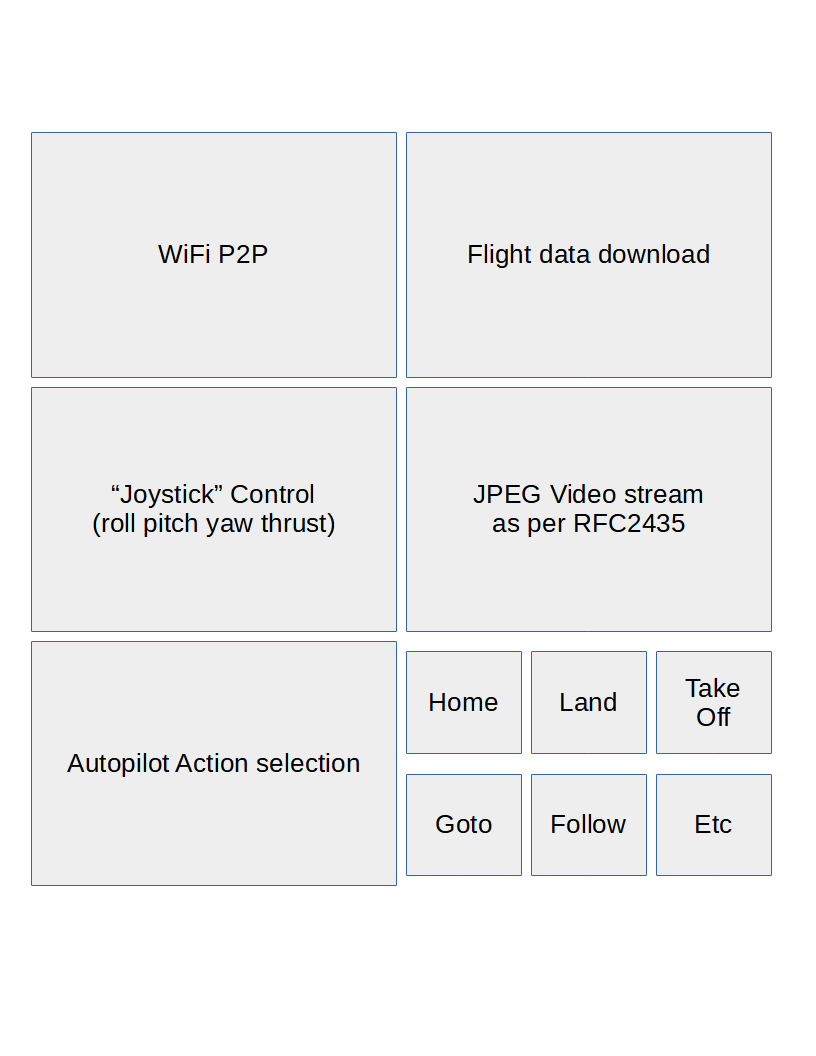 WiFi P2P
Flight data download
“Joystick” Control
(roll pitch yaw thrust)
JPEG Video stream
as per RFC2435
Autopilot Action selection
Home
Land
Take
Off
Goto
Follow
Etc